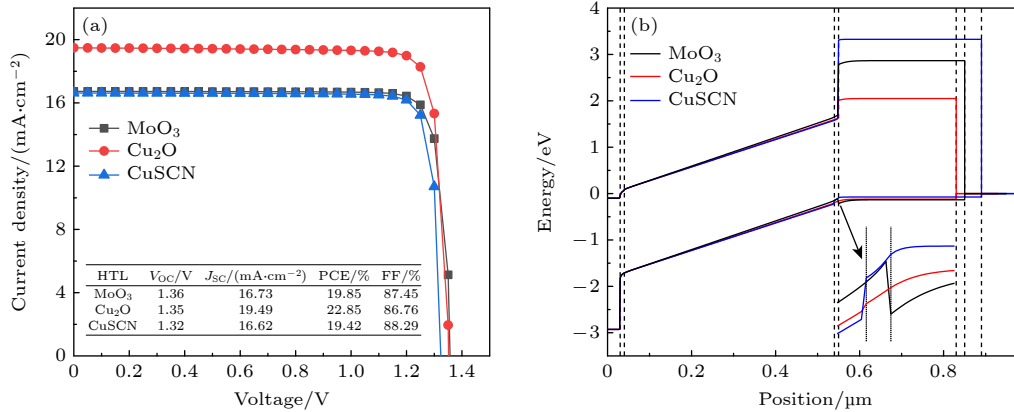 (a)
24
20
16
12
8
4
0
Current density/(mA·cm⁻²)
MoO₃
Cu₂O
CuSCN
HTL V_OC/V J_SC/(mA·cm⁻²) PCE/% FF/%
MoO₃ 1.36 16.73 19.85 87.45
Cu₂O 1.35 19.49 22.85 86.76
CuSCN 1.32 16.62 19.42 88.29
0 0.2 0.4 0.6 0.8 1.0 1.2 1.4
Voltage/V
(b)
4
3
2
1
0
−1
−2
−3
Energy/eV
MoO₃
Cu₂O
CuSCN
0 0.2 0.4 0.6 0.8
Position/μm